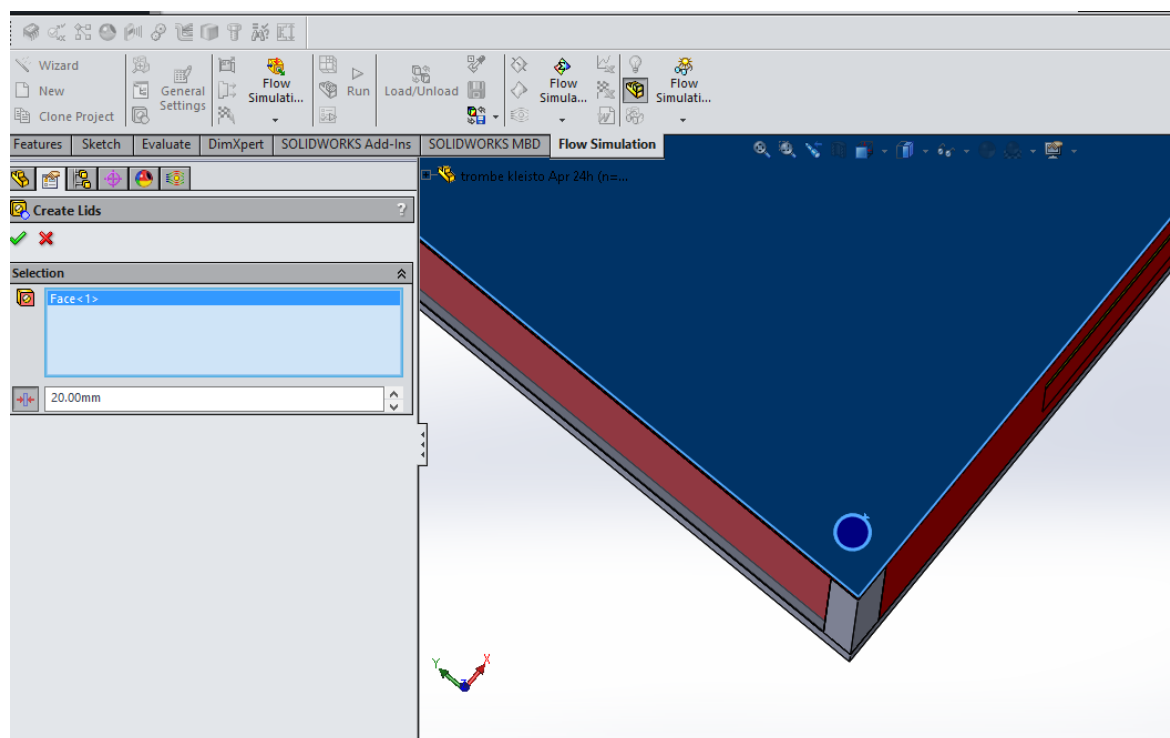 Wizard
New
Clone Project
General Settings
Flow Simulati...
Run
Load/Unload
Flow Simula...
Flow Simulati...
Features Sketch Evaluate DimXpert SOLIDWORKS Add-Ins SOLIDWORKS MBD Flow Simulation
trombe kleisto Apr 24h (n=...
Create Lids ?
Selection
Face<1>
20.00mm
Y X
Z